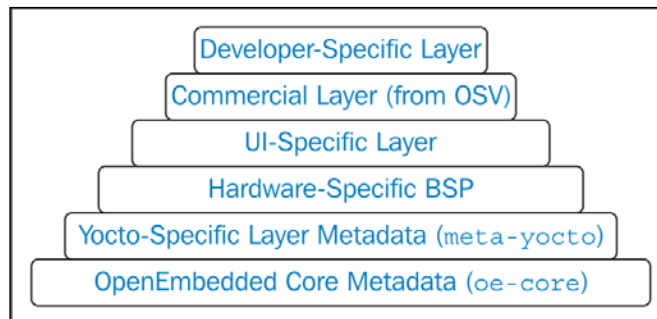 Developer-Specific Layer
Commercial Layer (from OSV)
UI-Specific Layer
Hardware-Specific BSP
Yocto-Specific Layer Metadata (meta-yocto)
OpenEmbedded Core Metadata (oe-core)